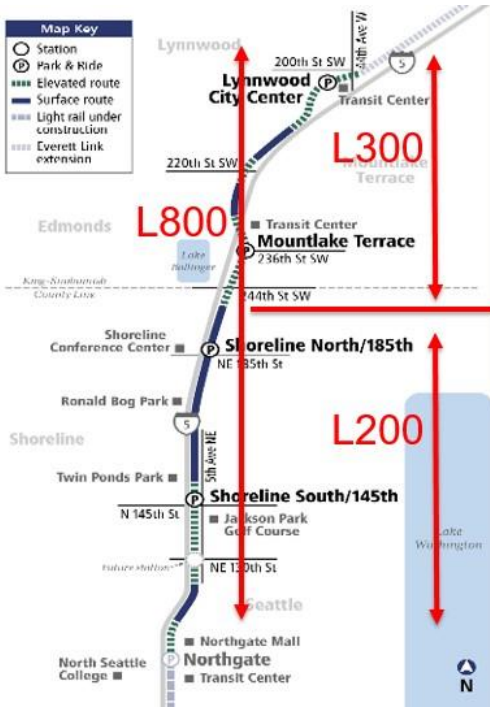 Map Key
Station
P Park & Ride
Elevated route
Surface route
Light rail under
construction
Everett Link
extension
Lynnwood
200th St SW
44th Ave W
5
Lynnwood
City Center
P
Transit Center
L300
Mountlake
Terrace
220th St SW
L800
Edmonds
Transit Center
Mountlake Terrace
P
236th St SW
Lake
Ballinger
King-Snohomish
County Line
244th St SW
Shoreline
Conference Center
P
Shoreline North/185th
NE 185th St
Ronald Bog Park
5
5th Ave NE
L200
Shoreline
Twin Ponds Park
P
Shoreline South/145th
N 145th St
Jackson Park
Golf Course
Lake
Washington
future station
NE 130th St
Seattle
Northgate Mall
P
Northgate
North Seattle
College
Transit Center
N